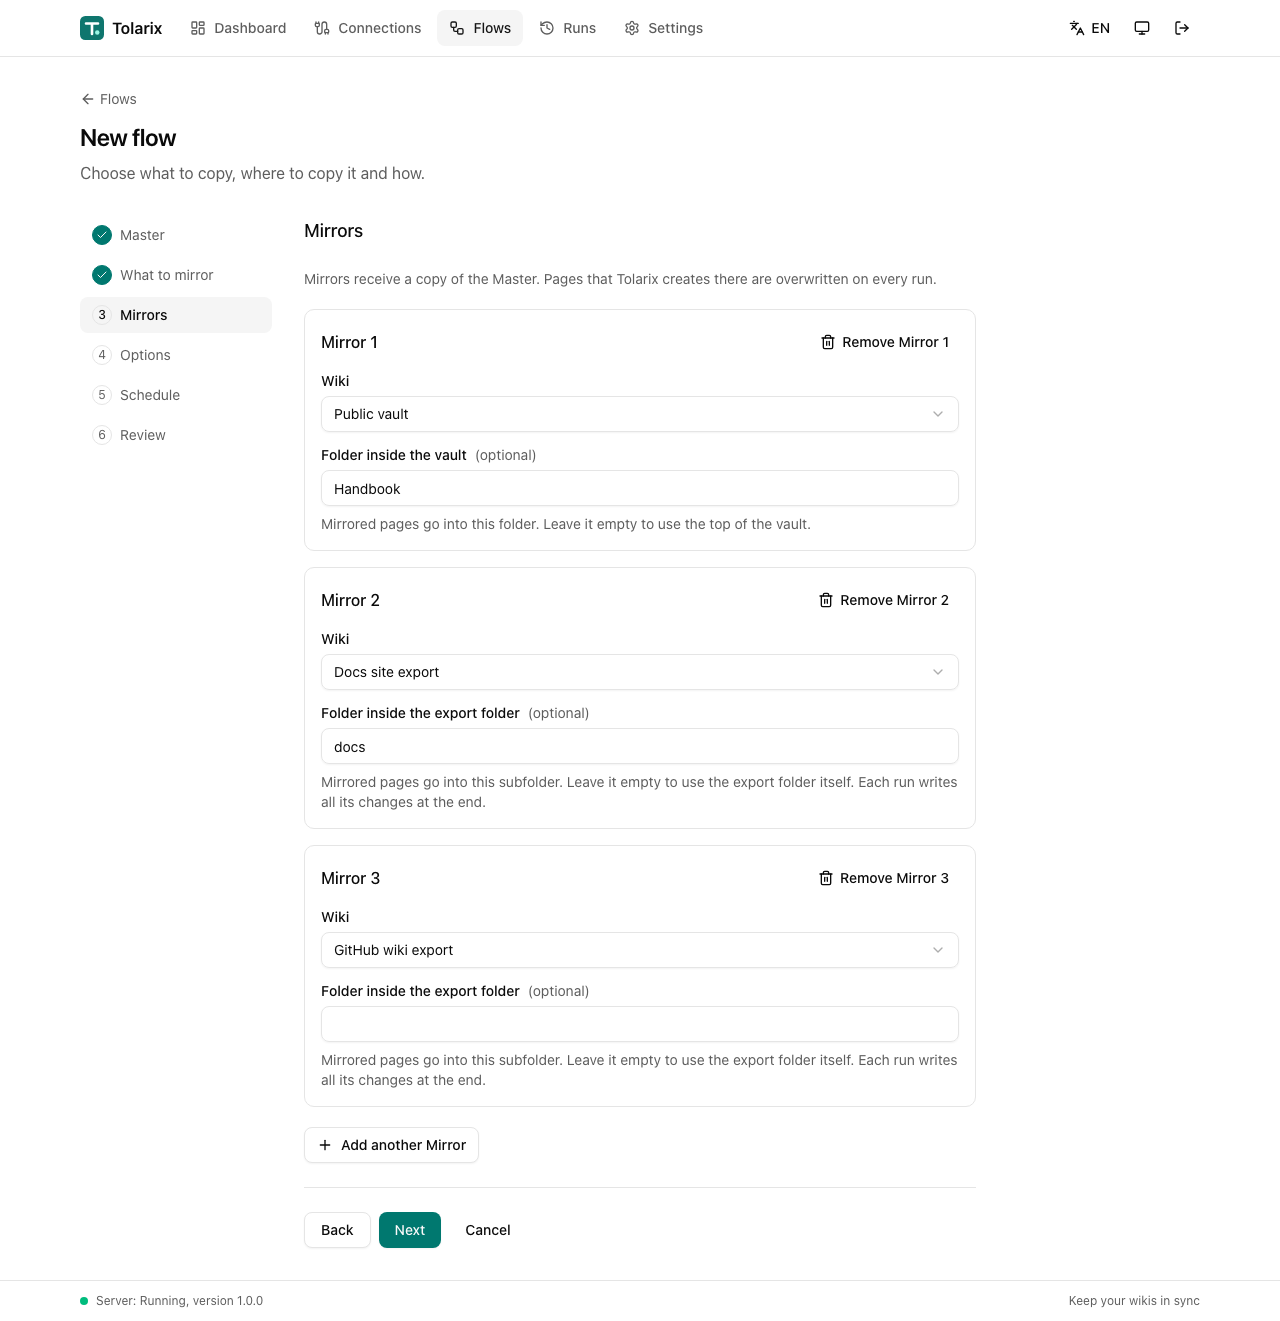 Tolarix
Dashboard
Connections
Flows
Runs
Settings
EN
Flows
New flow
Choose what to copy, where to copy it and how.
Master
What to mirror
3 Mirrors
4 Options
5 Schedule
6 Review
Mirrors
Mirrors receive a copy of the Master. Pages that Tolarix creates there are overwritten on every run.
Mirror 1
Remove Mirror 1
Wiki
Public vault
Folder inside the vault (optional)
Handbook
Mirrored pages go into this folder. Leave it empty to use the top of the vault.
Mirror 2
Remove Mirror 2
Wiki
Docs site export
Folder inside the export folder (optional)
docs
Mirrored pages go into this subfolder. Leave it empty to use the export folder itself. Each run writes
all its changes at the end.
Mirror 3
Remove Mirror 3
Wiki
GitHub wiki export
Folder inside the export folder (optional)
Mirrored pages go into this subfolder. Leave it empty to use the export folder itself. Each run writes
all its changes at the end.
Add another Mirror
Back
Next
Cancel
Server: Running, version 1.0.0
Keep your wikis in sync